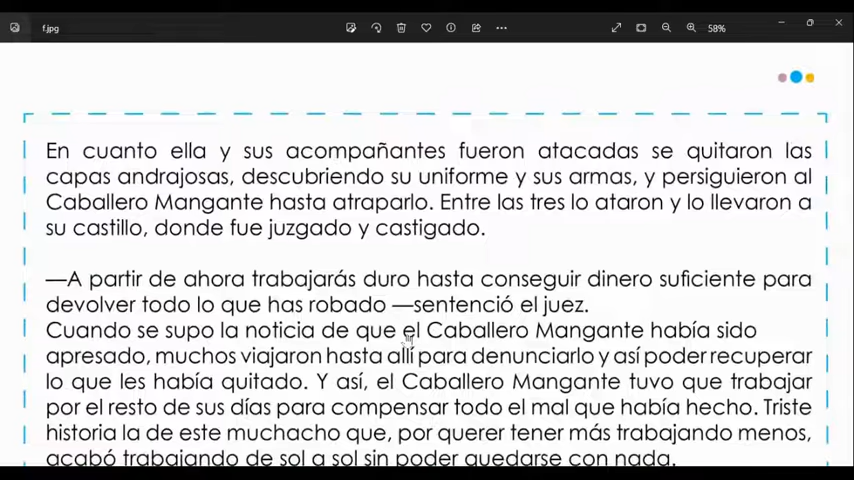 f.jpg
58%
En cuanto ella y sus acompañantes fueron atacadas se quitaron las
capas andrajosas, descubriendo su uniforme y sus armas, y persiguieron al
Caballero Mangante hasta atraparlo. Entre las tres lo ataron y lo llevaron a
su castillo, donde fue juzgado y castigado.
—A partir de ahora trabajarás duro hasta conseguir dinero suficiente para
devolver todo lo que has robado —sentenció el juez.
Cuando se supo la noticia de que el Caballero Mangante había sido
apresado, muchos viajaron hasta allí para denunciarlo y así poder recuperar
lo que les había quitado. Y así, el Caballero Mangante tuvo que trabajar
por el resto de sus días para compensar todo el mal que había hecho. Triste
historia la de este muchacho que, por querer tener más trabajando menos,
acabó trabajando de sol a sol sin poder quedarse con nada.